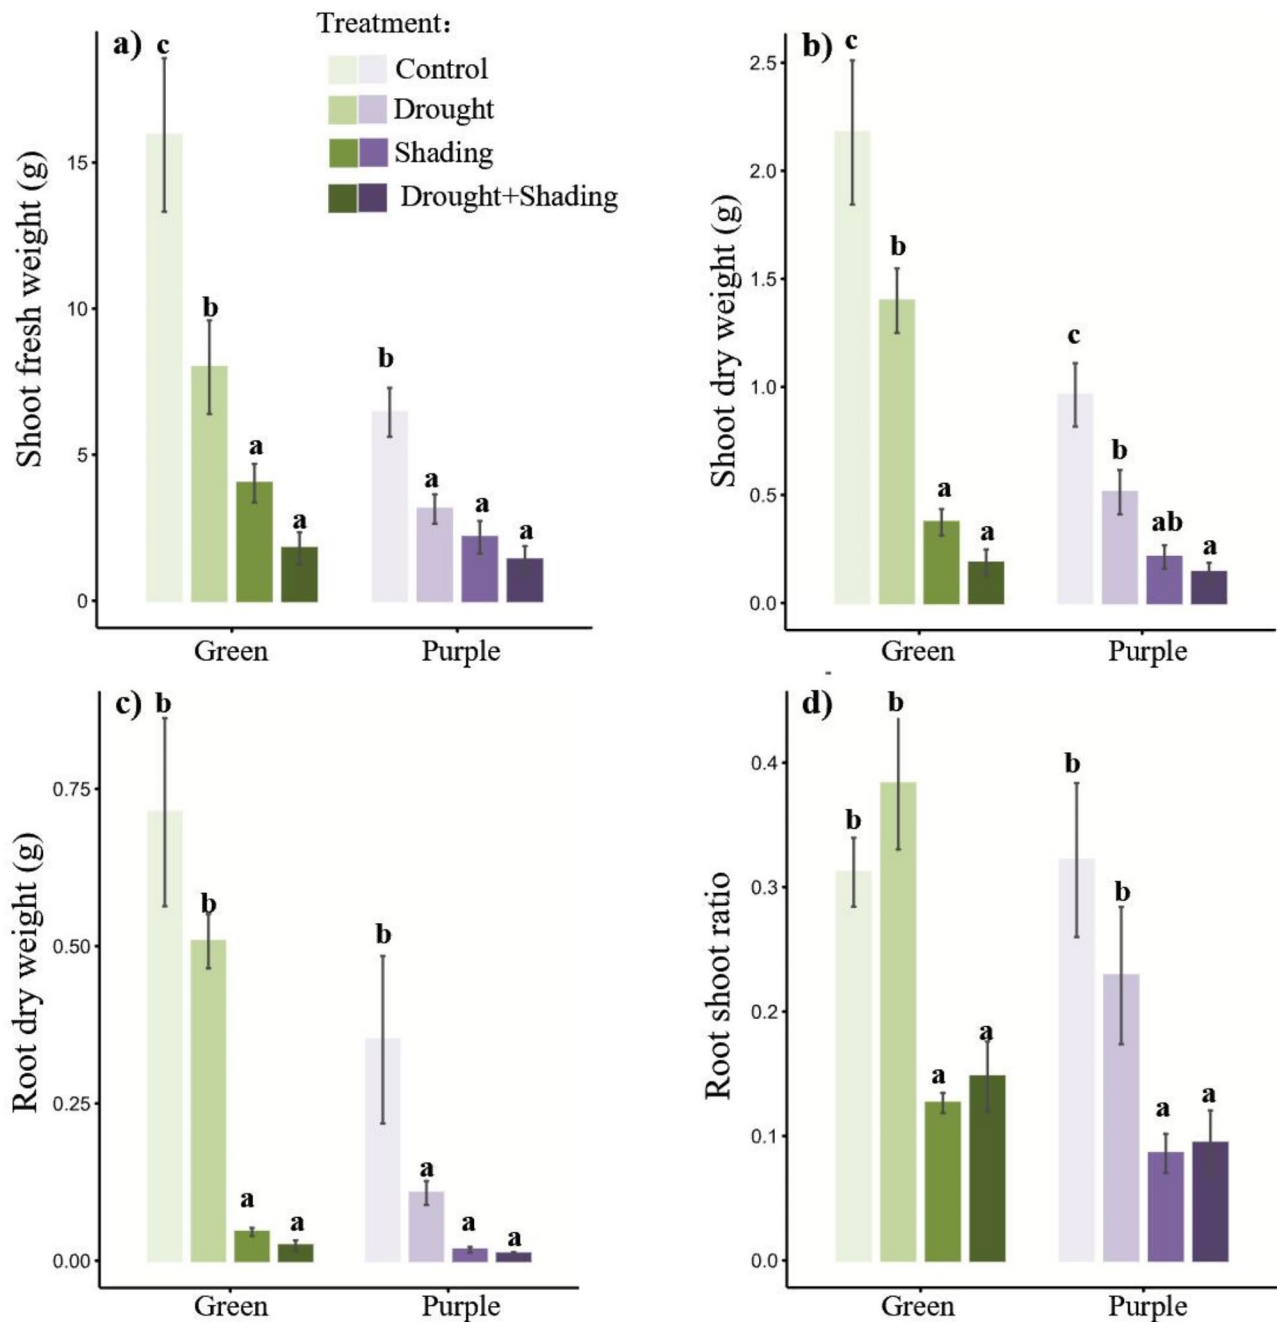 Treatment：
Control
Drought
Shading
Drought+Shading
a)
c
b
a
a
b
a
a
a
15
10
5
0
Shoot fresh weight (g)
Green
Purple
b)
c
b
a
a
c
b
ab
a
2.5
2.0
1.5
1.0
0.5
0.0
Shoot dry weight (g)
Green
Purple
c)
b
b
a
a
b
a
a
a
0.75
0.50
0.25
0.00
Root dry weight (g)
Green
Purple
d)
b
b
a
a
b
b
a
a
0.4
0.3
0.2
0.1
0.0
Root shoot ratio
Green
Purple